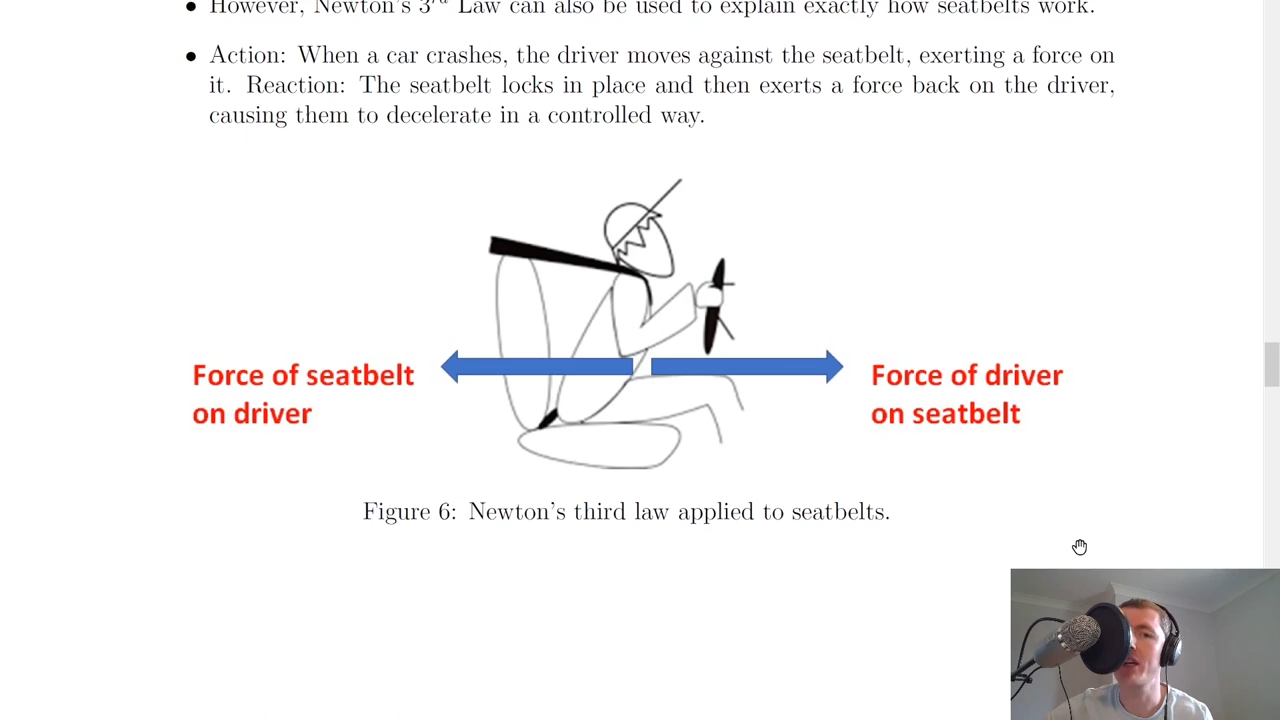 • However, Newton's 3rd Law can also be used to explain exactly how seatbelts work.
• Action: When a car crashes, the driver moves against the seatbelt, exerting a force on
it. Reaction: The seatbelt locks in place and then exerts a force back on the driver,
causing them to decelerate in a controlled way.
Force of seatbelt
on driver
Force of driver
on seatbelt
Figure 6: Newton's third law applied to seatbelts.